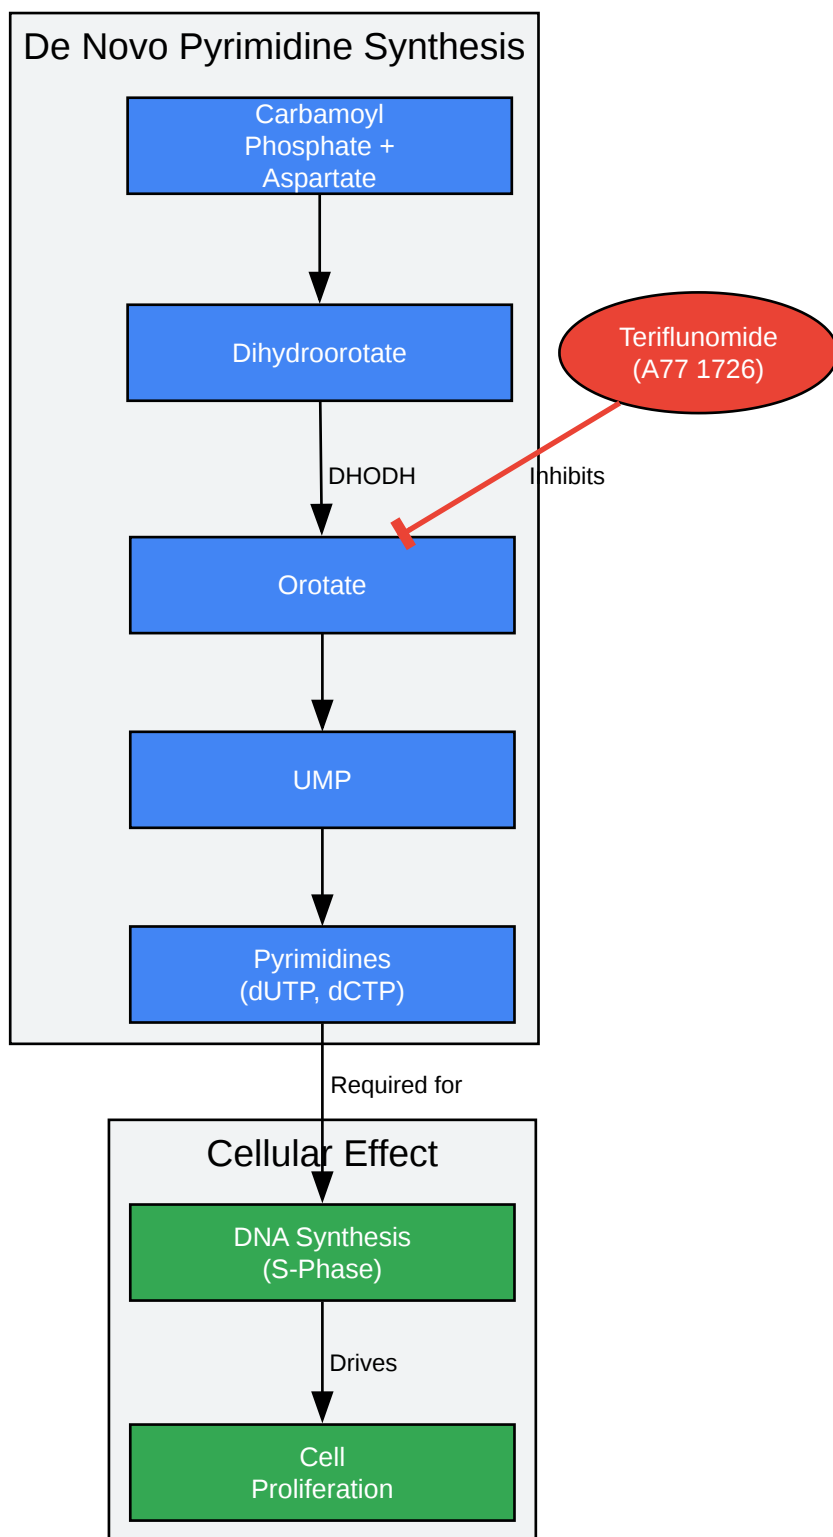 De Novo Pyrimidine Synthesis
Carbamoyl
Phosphate +
Aspartate
Dihydroorotate
Teriflunomide
(A77 1726)
DHODH
Inhibits
Orotate
UMP
Pyrimidines
(dUTP, dCTP)
Required for
Cellular Effect
DNA Synthesis
(S-Phase)
Drives
Cell
Proliferation